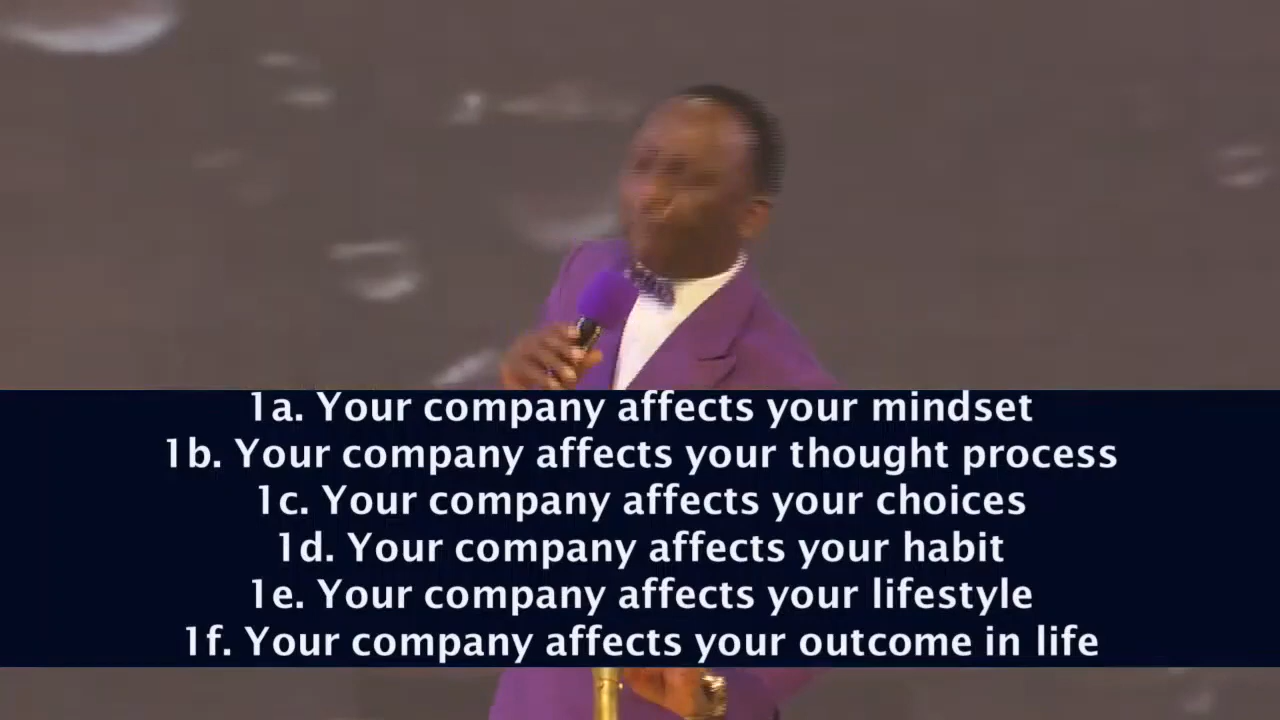 1a. Your company affects your mindset
1b. Your company affects your thought process
1c. Your company affects your choices
1d. Your company affects your habit
1e. Your company affects your lifestyle
1f. Your company affects your outcome in life